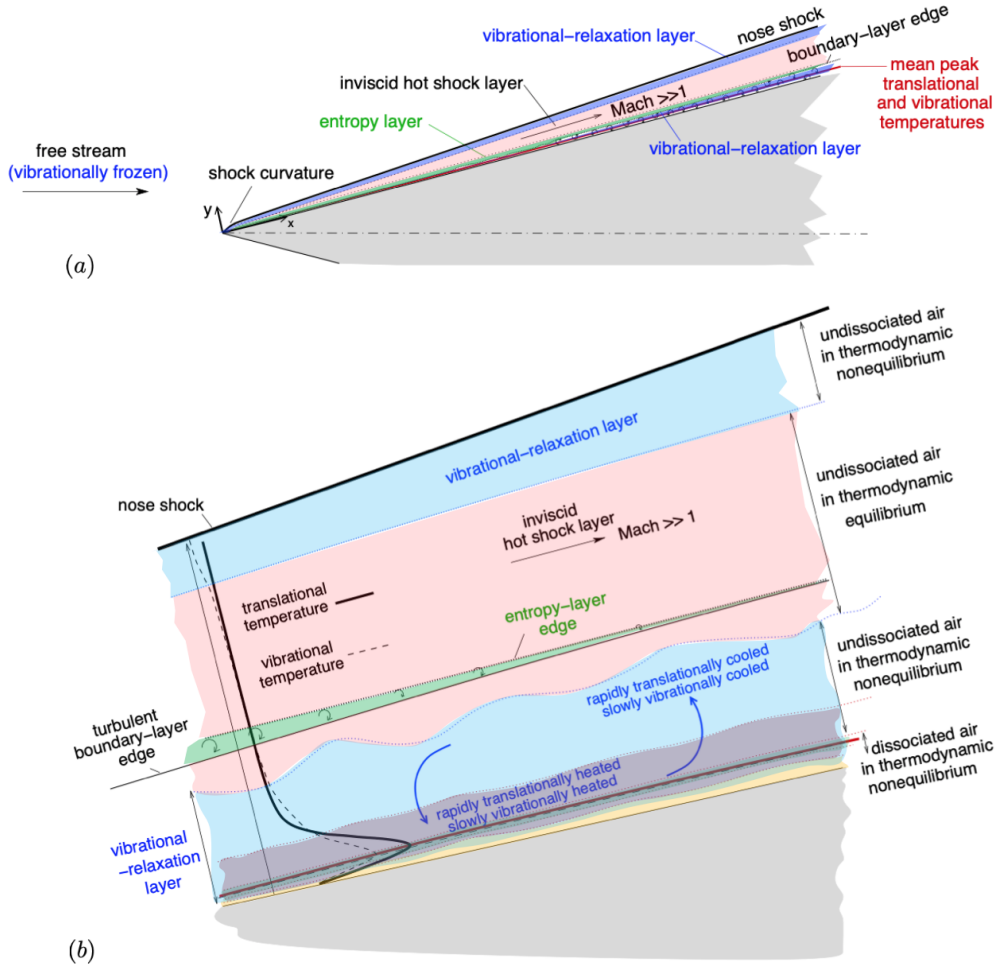 nose shock
vibrational–relaxation layer
boundary–layer edge
inviscid hot shock layer
mean peak
translational
and vibrational
temperatures
Mach >>1
entropy layer
vibrational–relaxation layer
free stream
(vibrationally frozen)
shock curvature
y
x
(a)
undissociated air
in thermodynamic
nonequilibrium
vibrational–relaxation layer
nose shock
undissociated air
in thermodynamic
equilibrium
inviscid
hot shock layer
Mach >> 1
translational
temperature
entropy–layer
edge
vibrational
temperature
undissociated air
in thermodynamic
nonequilibrium
rapidly translationally cooled
slowly vibrationally cooled
turbulent
boundary–layer
edge
dissociated air
in thermodynamic
nonequilibrium
rapidly translationally heated
slowly vibrationally heated
vibrational
–relaxation
layer
(b)